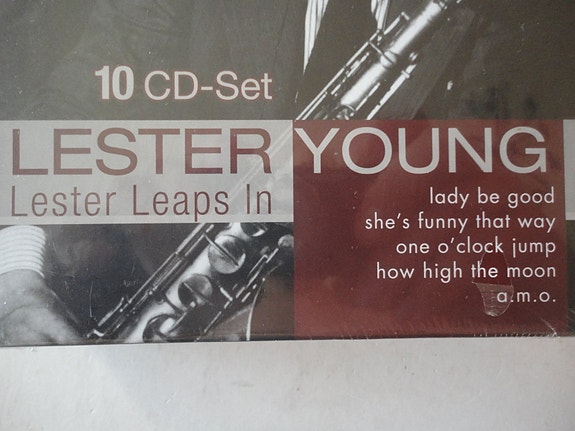 10 CD-Set
LESTER YOUNG
Lester Leaps In
lady be good
she's funny that way
one o'clock jump
how high the moon
a.m.o.